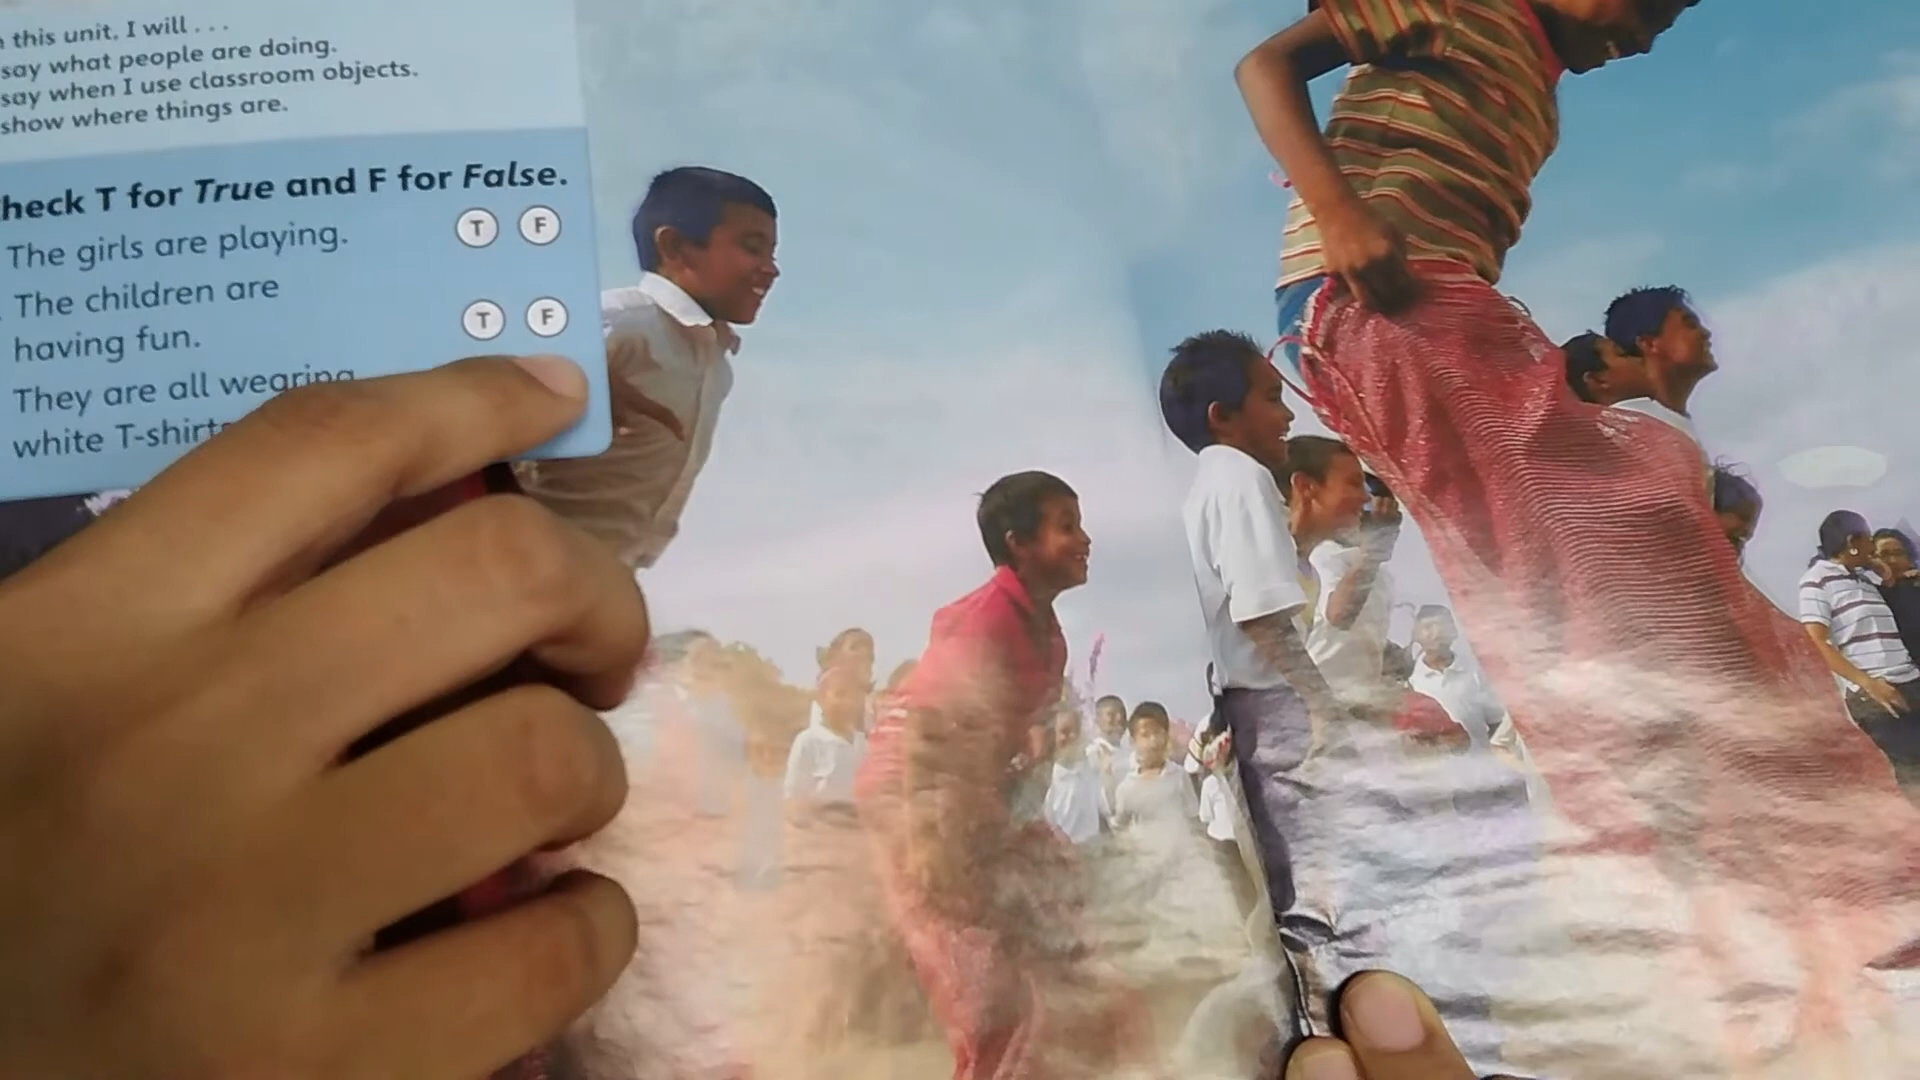 this unit, I will . . .
say what people are doing.
say when I use classroom objects.
show where things are.
heck T for True and F for False.
The girls are playing. T F
The children are
having fun. T F
They are all wearing
white T-shirts